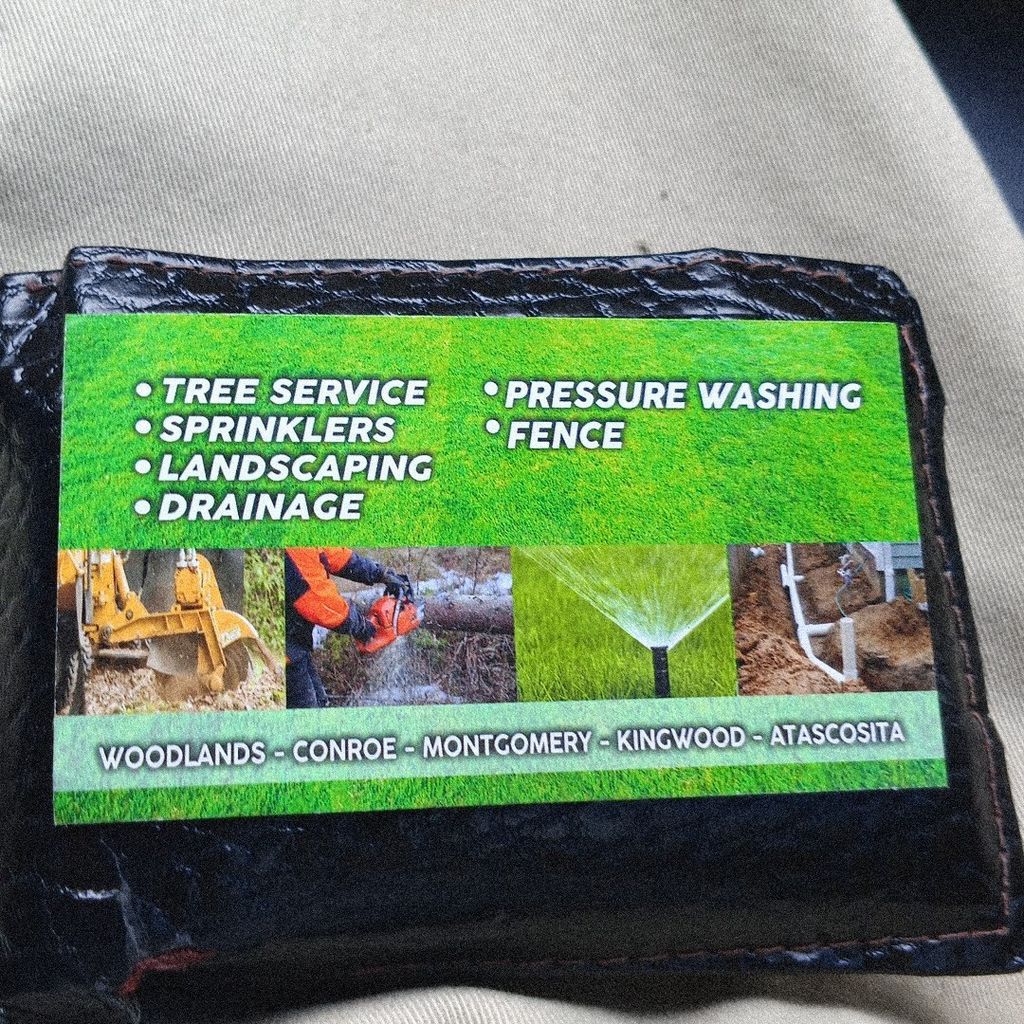 • TREE SERVICE
• SPRINKLERS
• LANDSCAPING
• DRAINAGE
• PRESSURE WASHING
• FENCE
WOODLANDS - CONROE - MONTGOMERY - KINGWOOD - ATASCOSITA